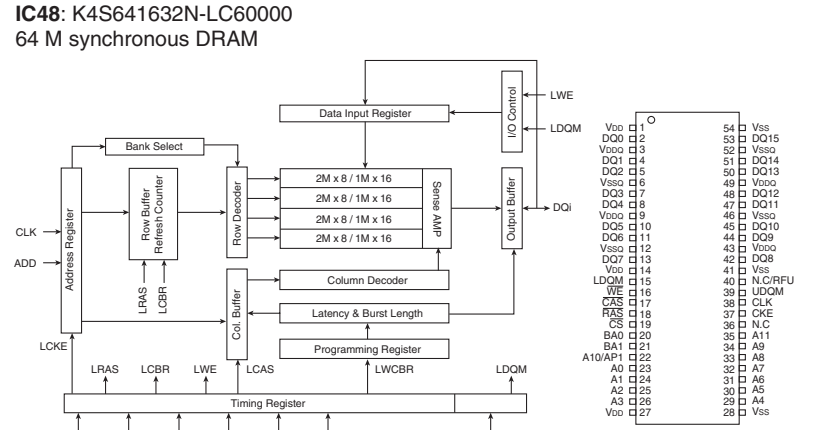 IC48: K4S641632N-LC60000
64 M synchronous DRAM
LWE
I/O Control
Data Input Register
LDQM
Bank Select
2M x 8 / 1M x 16
2M x 8 / 1M x 16
2M x 8 / 1M x 16
2M x 8 / 1M x 16
Sense AMP
Output Buffer
DQi
Row Decoder
Row Buffer
Refresh Counter
Address Register
CLK
ADD
LRAS
LCBR
Col. Buffer
Column Decoder
Latency & Burst Length
Programming Register
LCKE
LRAS
LCBR
LWE
LCAS
LWCBR
LDQM
Timing Register
VDD 1
DQ0 2
VDDQ 3
DQ1 4
DQ2 5
VSSQ 6
DQ3 7
DQ4 8
VDDQ 9
DQ5 10
DQ6 11
VSSQ 12
DQ7 13
VDD 14
LDQM 15
WE 16
CAS 17
RAS 18
CS 19
BA0 20
BA1 21
A10/AP1 22
A0 23
A1 24
A2 25
A3 26
VDD 27
54 VSS
53 DQ15
52 VSSQ
51 DQ14
50 DQ13
49 VDDQ
48 DQ12
47 DQ11
46 VSSQ
45 DQ10
44 DQ9
43 VDDQ
42 DQ8
41 VSS
40 N.C/RFU
39 UDQM
38 CLK
37 CKE
36 N.C
35 A11
34 A9
33 A8
32 A7
31 A6
30 A5
29 A4
28 VSS